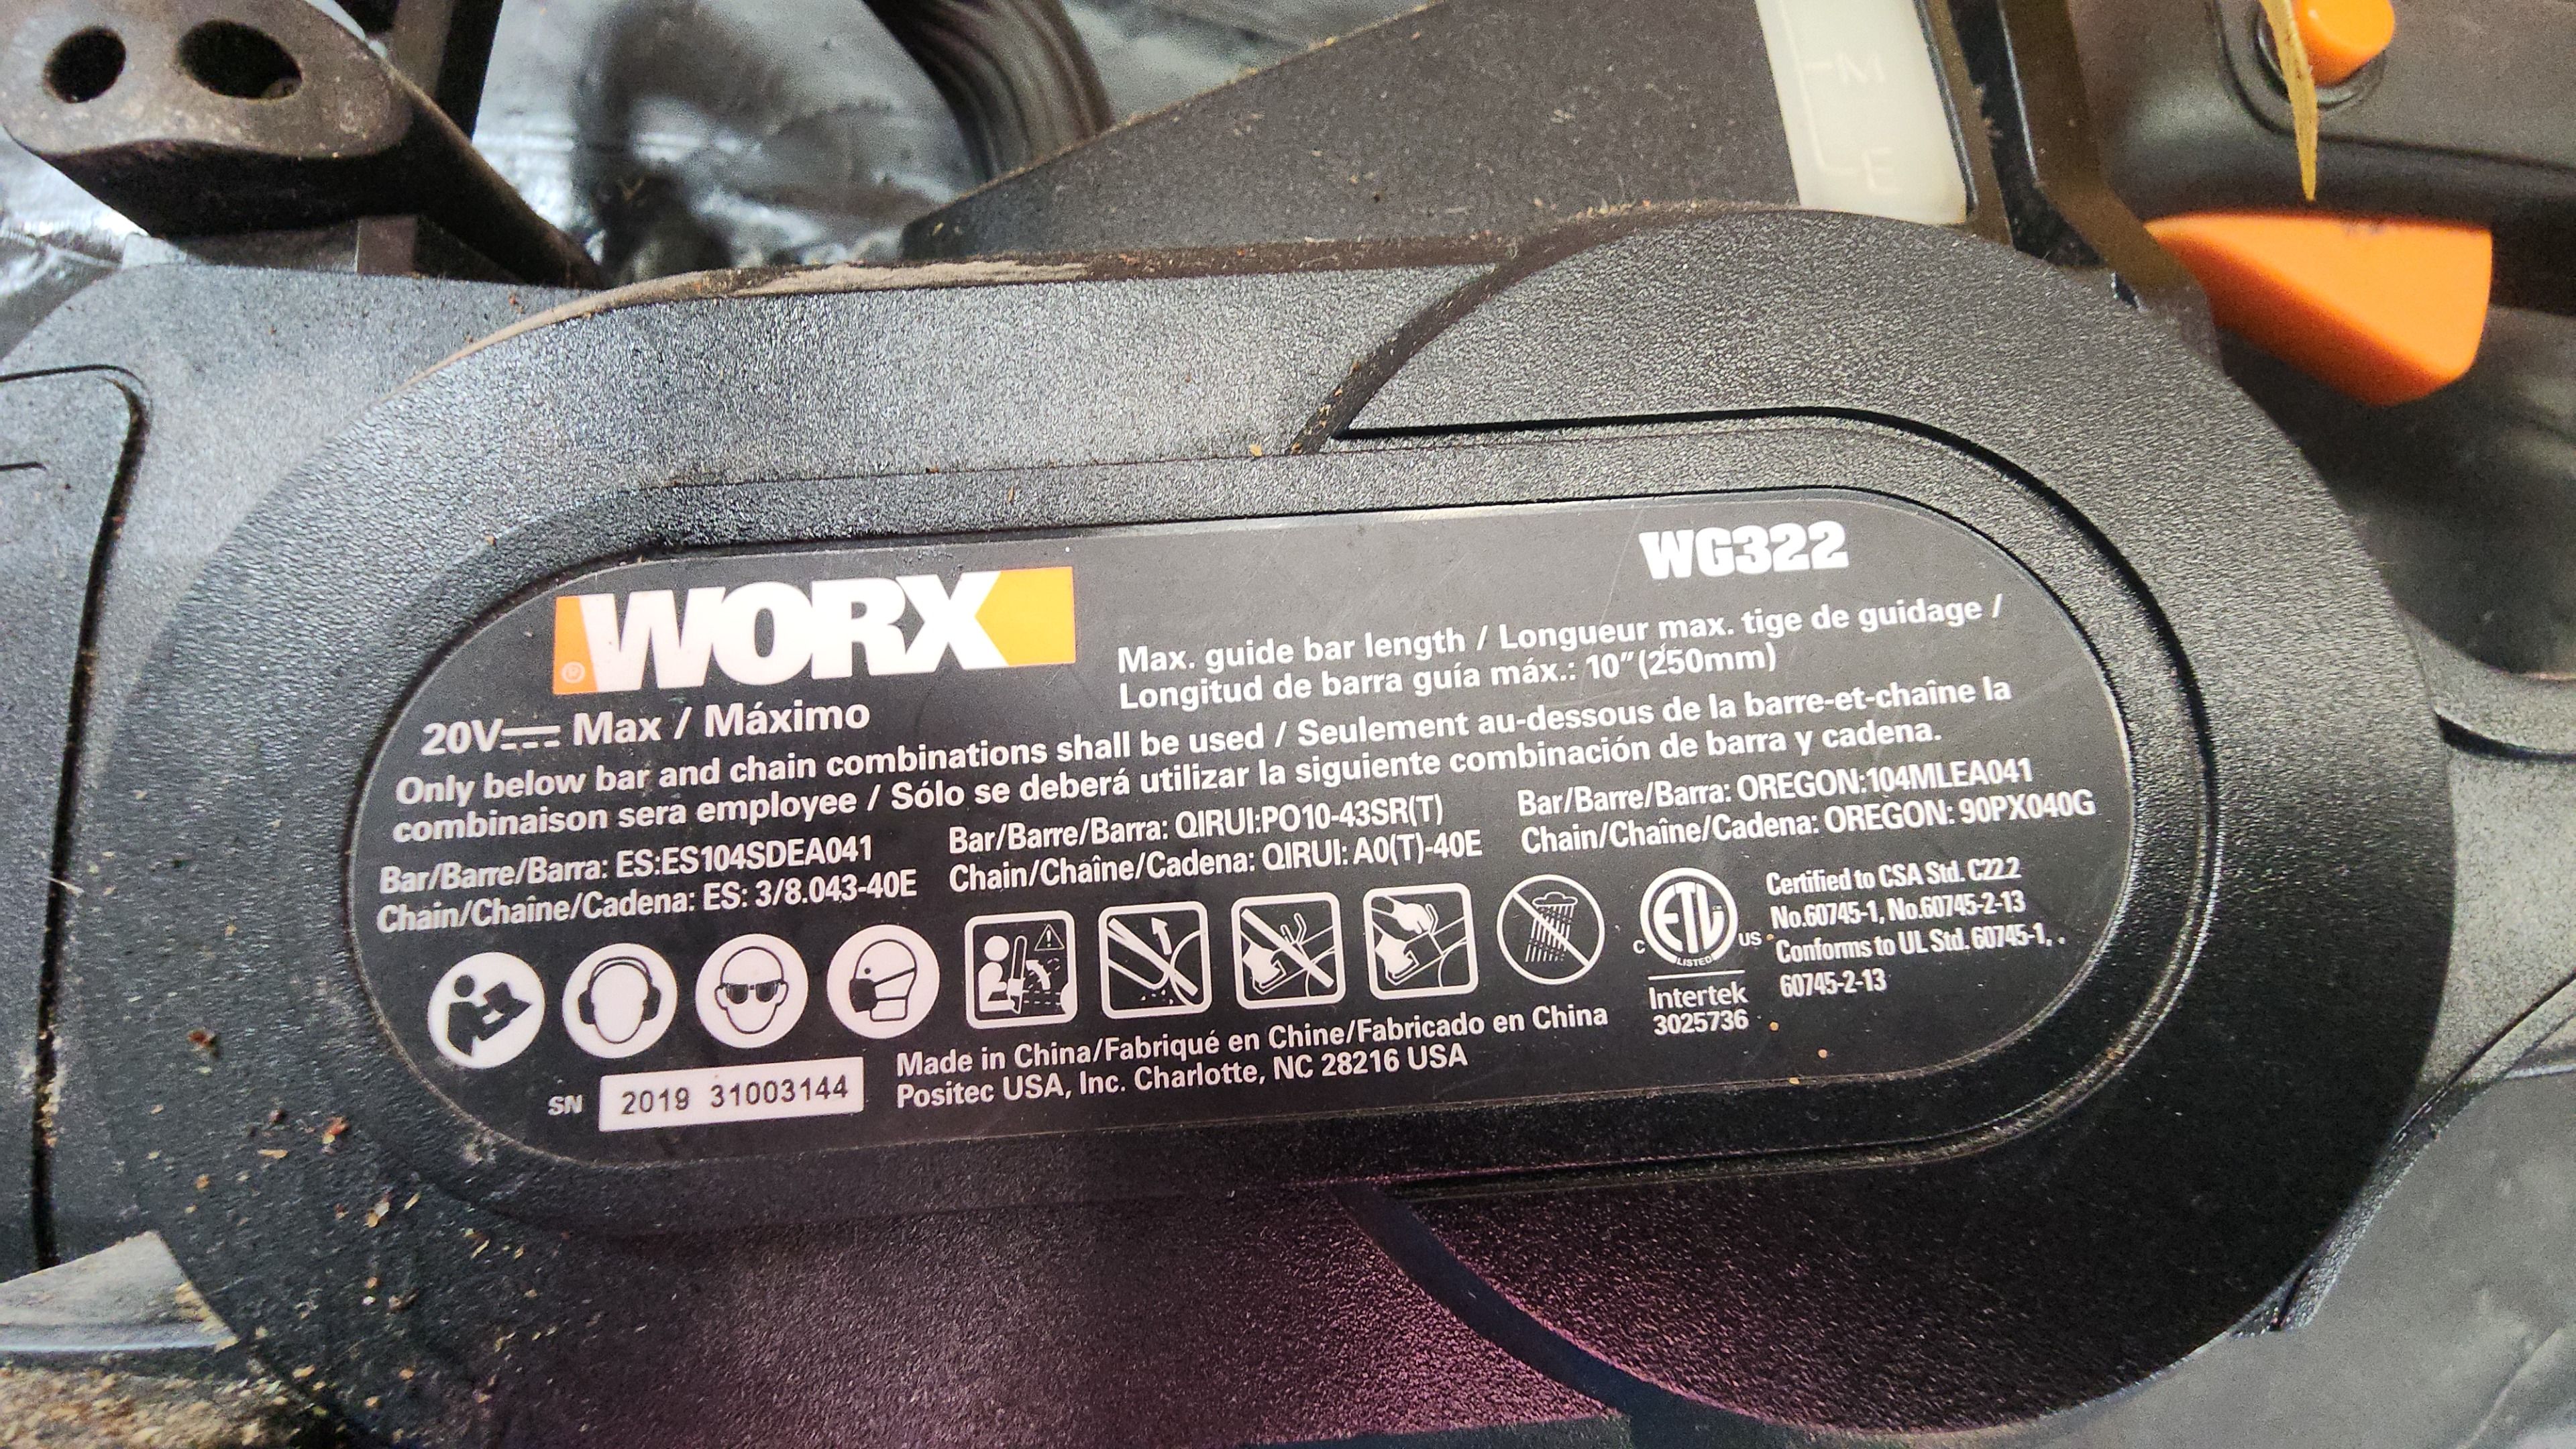 M
E
WG322
WORX
®
Max. guide bar length / Longueur max. tige de guidage /
Longitud de barra guía máx.: 10"(250mm)
20V Max / Máximo
Only below bar and chain combinations shall be used / Seulement au-dessous de la barre-et-chaîne la
combinaison sera employee / Sólo se deberá utilizar la siguiente combinación de barra y cadena.
Bar/Barre/Barra: ES:ES104SDEA041
Chain/Chaîne/Cadena: ES: 3/8.043-40E
Bar/Barre/Barra: QIRUI:PO10-43SR(T)
Chain/Chaîne/Cadena: QIRUI: A0(T)-40E
Bar/Barre/Barra: OREGON:104MLEA041
Chain/Chaîne/Cadena: OREGON: 90PX040G
ETL
C US
LISTED
Intertek
3025736
Certified to CSA Std. C22.2
No.60745-1, No.60745-2-13
Conforms to UL Std. 60745-1, .
60745-2-13
SN 2019 31003144
Made in China/Fabriqué en Chine/Fabricado en China
Positec USA, Inc. Charlotte, NC 28216 USA